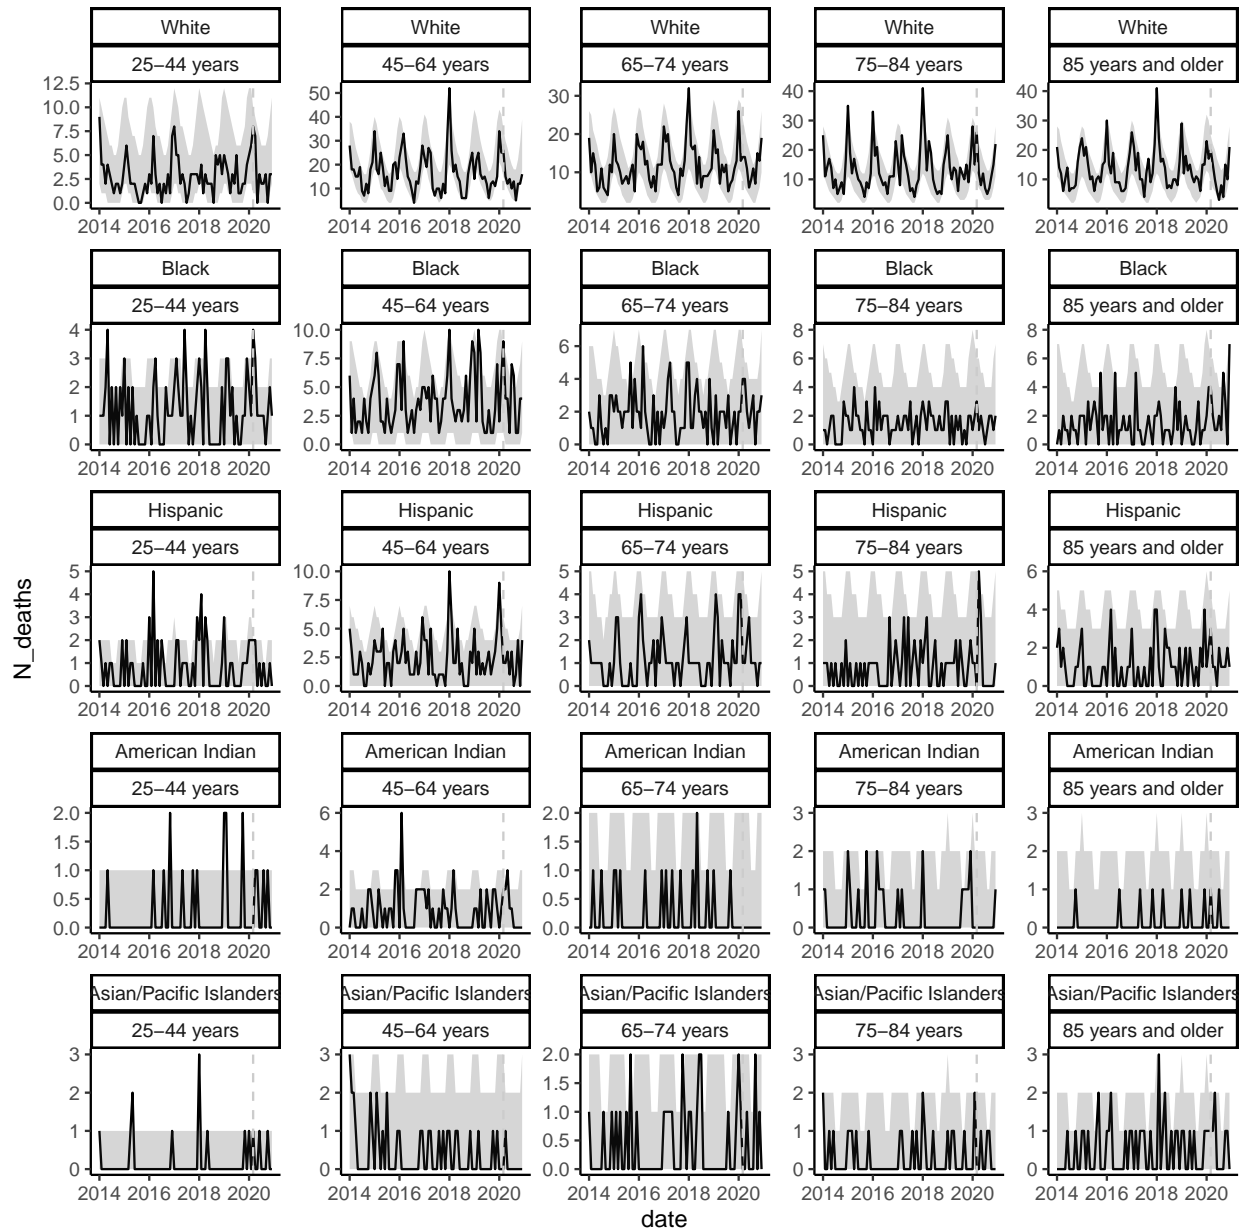 White White White White White
25−44 years 45−64 years 65−74 years 75−84 years 85 years and older
12.5 10.0 7.5 5.0 2.5 0.0 50 40 30 20 10 30 20 10 40 30 20 10 40 30 20 10
2014 2016 2018 2020 2014 2016 2018 2020 2014 2016 2018 2020 2014 2016 2018 2020 2014 2016 2018 2020
Black Black Black Black Black
25−44 years 45−64 years 65−74 years 75−84 years 85 years and older
4 3 2 1 0 10.0 7.5 5.0 2.5 0.0 6 4 2 0 8 6 4 2 0 8 6 4 2 0
2014 2016 2018 2020 2014 2016 2018 2020 2014 2016 2018 2020 2014 2016 2018 2020 2014 2016 2018 2020
Hispanic Hispanic Hispanic Hispanic Hispanic
25−44 years 45−64 years 65−74 years 75−84 years 85 years and older
5 4 3 2 1 0 10.0 7.5 5.0 2.5 0.0 5 4 3 2 1 0 5 4 3 2 1 0 6 5 4 3 2 1 0
2014 2016 2018 2020 2014 2016 2018 2020 2014 2016 2018 2020 2014 2016 2018 2020 2014 2016 2018 2020
N_deaths
American Indian American Indian American Indian American Indian American Indian
25−44 years 45−64 years 65−74 years 75−84 years 85 years and older
2.0 1.5 1.0 0.5 0.0 6 4 2 0 2.0 1.5 1.0 0.5 0.0 3 2 1 0 3 2 1 0
2014 2016 2018 2020 2014 2016 2018 2020 2014 2016 2018 2020 2014 2016 2018 2020 2014 2016 2018 2020
Asian/Pacific Islanders Asian/Pacific Islanders Asian/Pacific Islanders Asian/Pacific Islanders Asian/Pacific Islanders
25−44 years 45−64 years 65−74 years 75−84 years 85 years and older
3 2 1 0 3 2 1 0 2.0 1.5 1.0 0.5 0.0 3 2 1 0 3 2 1 0
2014 2016 2018 2020 2014 2016 2018 2020 2014 2016 2018 2020 2014 2016 2018 2020 2014 2016 2018 2020
date